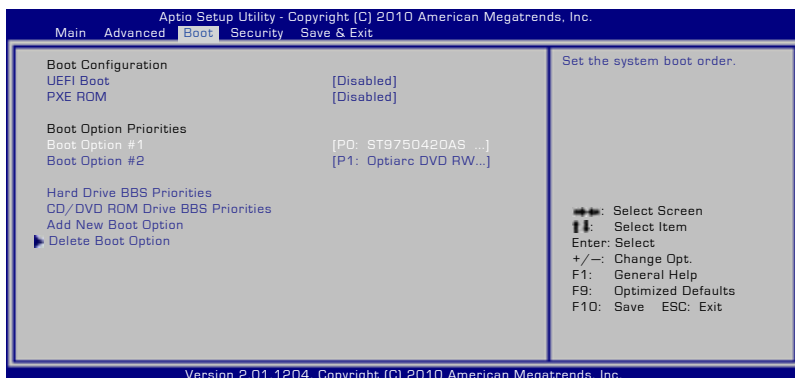 Aptio Setup Utility - Copyright (C) 2010 American Megatrends, Inc.
Main Advanced Boot Security Save & Exit
Boot Configuration
UEFI Boot [Disabled]
PXE ROM [Disabled]
Boot Option Priorities
Boot Option #1 [P0: ST9750420AS ...]
Boot Option #2 [P1: Optiarc DVD RW...]
Hard Drive BBS Priorities
CD/DVD ROM Drive BBS Priorities
Add New Boot Option
Delete Boot Option
Set the system boot order.
: Select Screen
: Select Item
Enter: Select
+/—: Change Opt.
F1: General Help
F9: Optimized Defaults
F10: Save ESC: Exit
Version 2.01.1204. Copyright (C) 2010 American Megatrends, Inc.